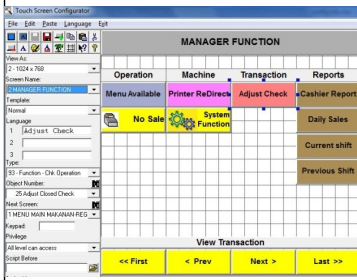 Touch Screen Configurator
File Edit Paste Language Exit
View As:
2 - 1024 x 768
Screen Name:
2 MANAGER FUNCTION
Template:
Normal
Language
1 Adjust Check
2
3
Type:
93 - Function - Chk Operation
Object Number:
25 Adjust Closed Check
Next Screen:
1 MENU MAIN MAKANAN-REG
Keypad:
Privilege
All level can access
Script Before
MANAGER FUNCTION
Operation Machine Transaction Reports
Menu Available Printer ReDirect Adjust Check Cashier Report
No Sale System Function Daily Sales
Current shift
Previous Shift
View Transaction
<< First < Prev Next > Last >>